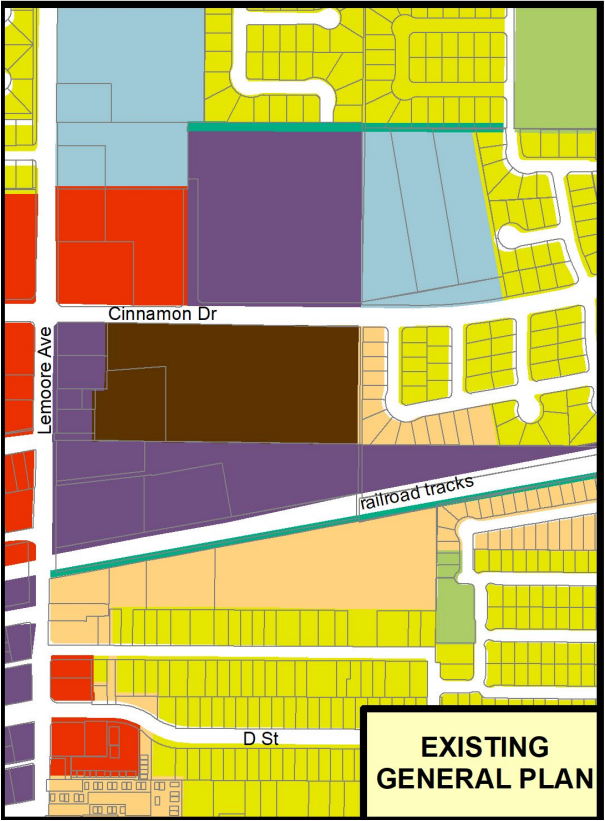 Cinnamon Dr
Lemoore Ave
railroad tracks
D St
EXISTING
GENERAL PLAN